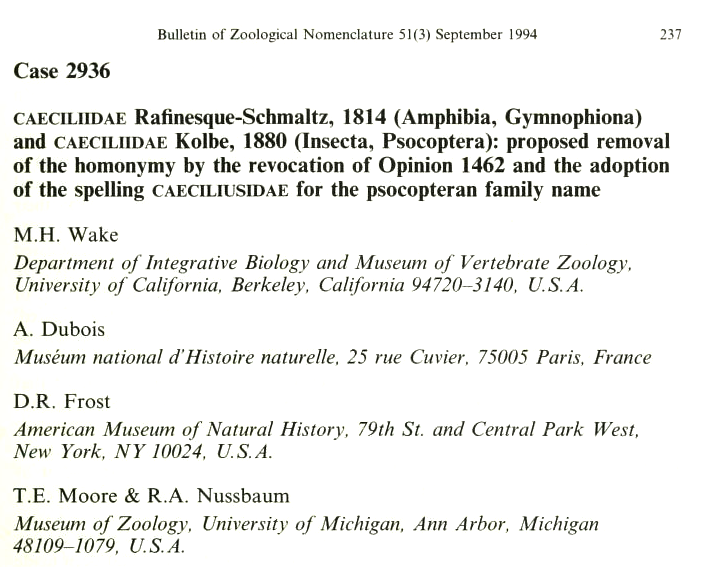 Bulletin of Zoological Nomenclature 51(3) September 1994 237
Case 2936
CAECILIIDAE Rafinesque-Schmaltz, 1814 (Amphibia, Gymnophiona)
and CAECILIIDAE Kolbe, 1880 (Insecta, Psocoptera): proposed removal
of the homonymy by the revocation of Opinion 1462 and the adoption
of the spelling CAECILIUSIDAE for the psocopteran family name
M.H. Wake
Department of Integrative Biology and Museum of Vertebrate Zoology,
University of California, Berkeley, California 94720–3140, U.S.A.
A. Dubois
Muséum national d'Histoire naturelle, 25 rue Cuvier, 75005 Paris, France
D.R. Frost
American Museum of Natural History, 79th St. and Central Park West,
New York, NY 10024, U.S.A.
T.E. Moore & R.A. Nussbaum
Museum of Zoology, University of Michigan, Ann Arbor, Michigan
48109–1079, U.S.A.